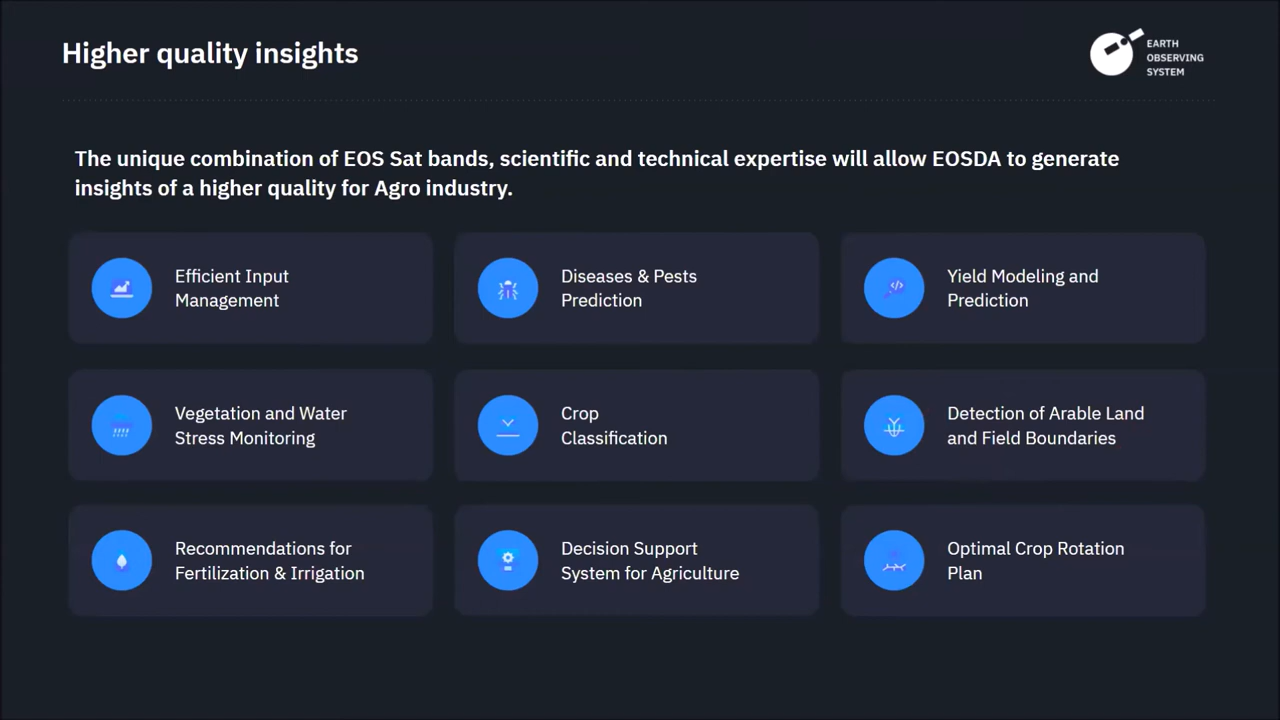 Higher quality insights
EARTH
OBSERVING
SYSTEM
The unique combination of EOS Sat bands, scientific and technical expertise will allow EOSDA to generate
insights of a higher quality for Agro industry.
Efficient Input
Management
Diseases & Pests
Prediction
Yield Modeling and
Prediction
Vegetation and Water
Stress Monitoring
Crop
Classification
Detection of Arable Land
and Field Boundaries
Recommendations for
Fertilization & Irrigation
Decision Support
System for Agriculture
Optimal Crop Rotation
Plan